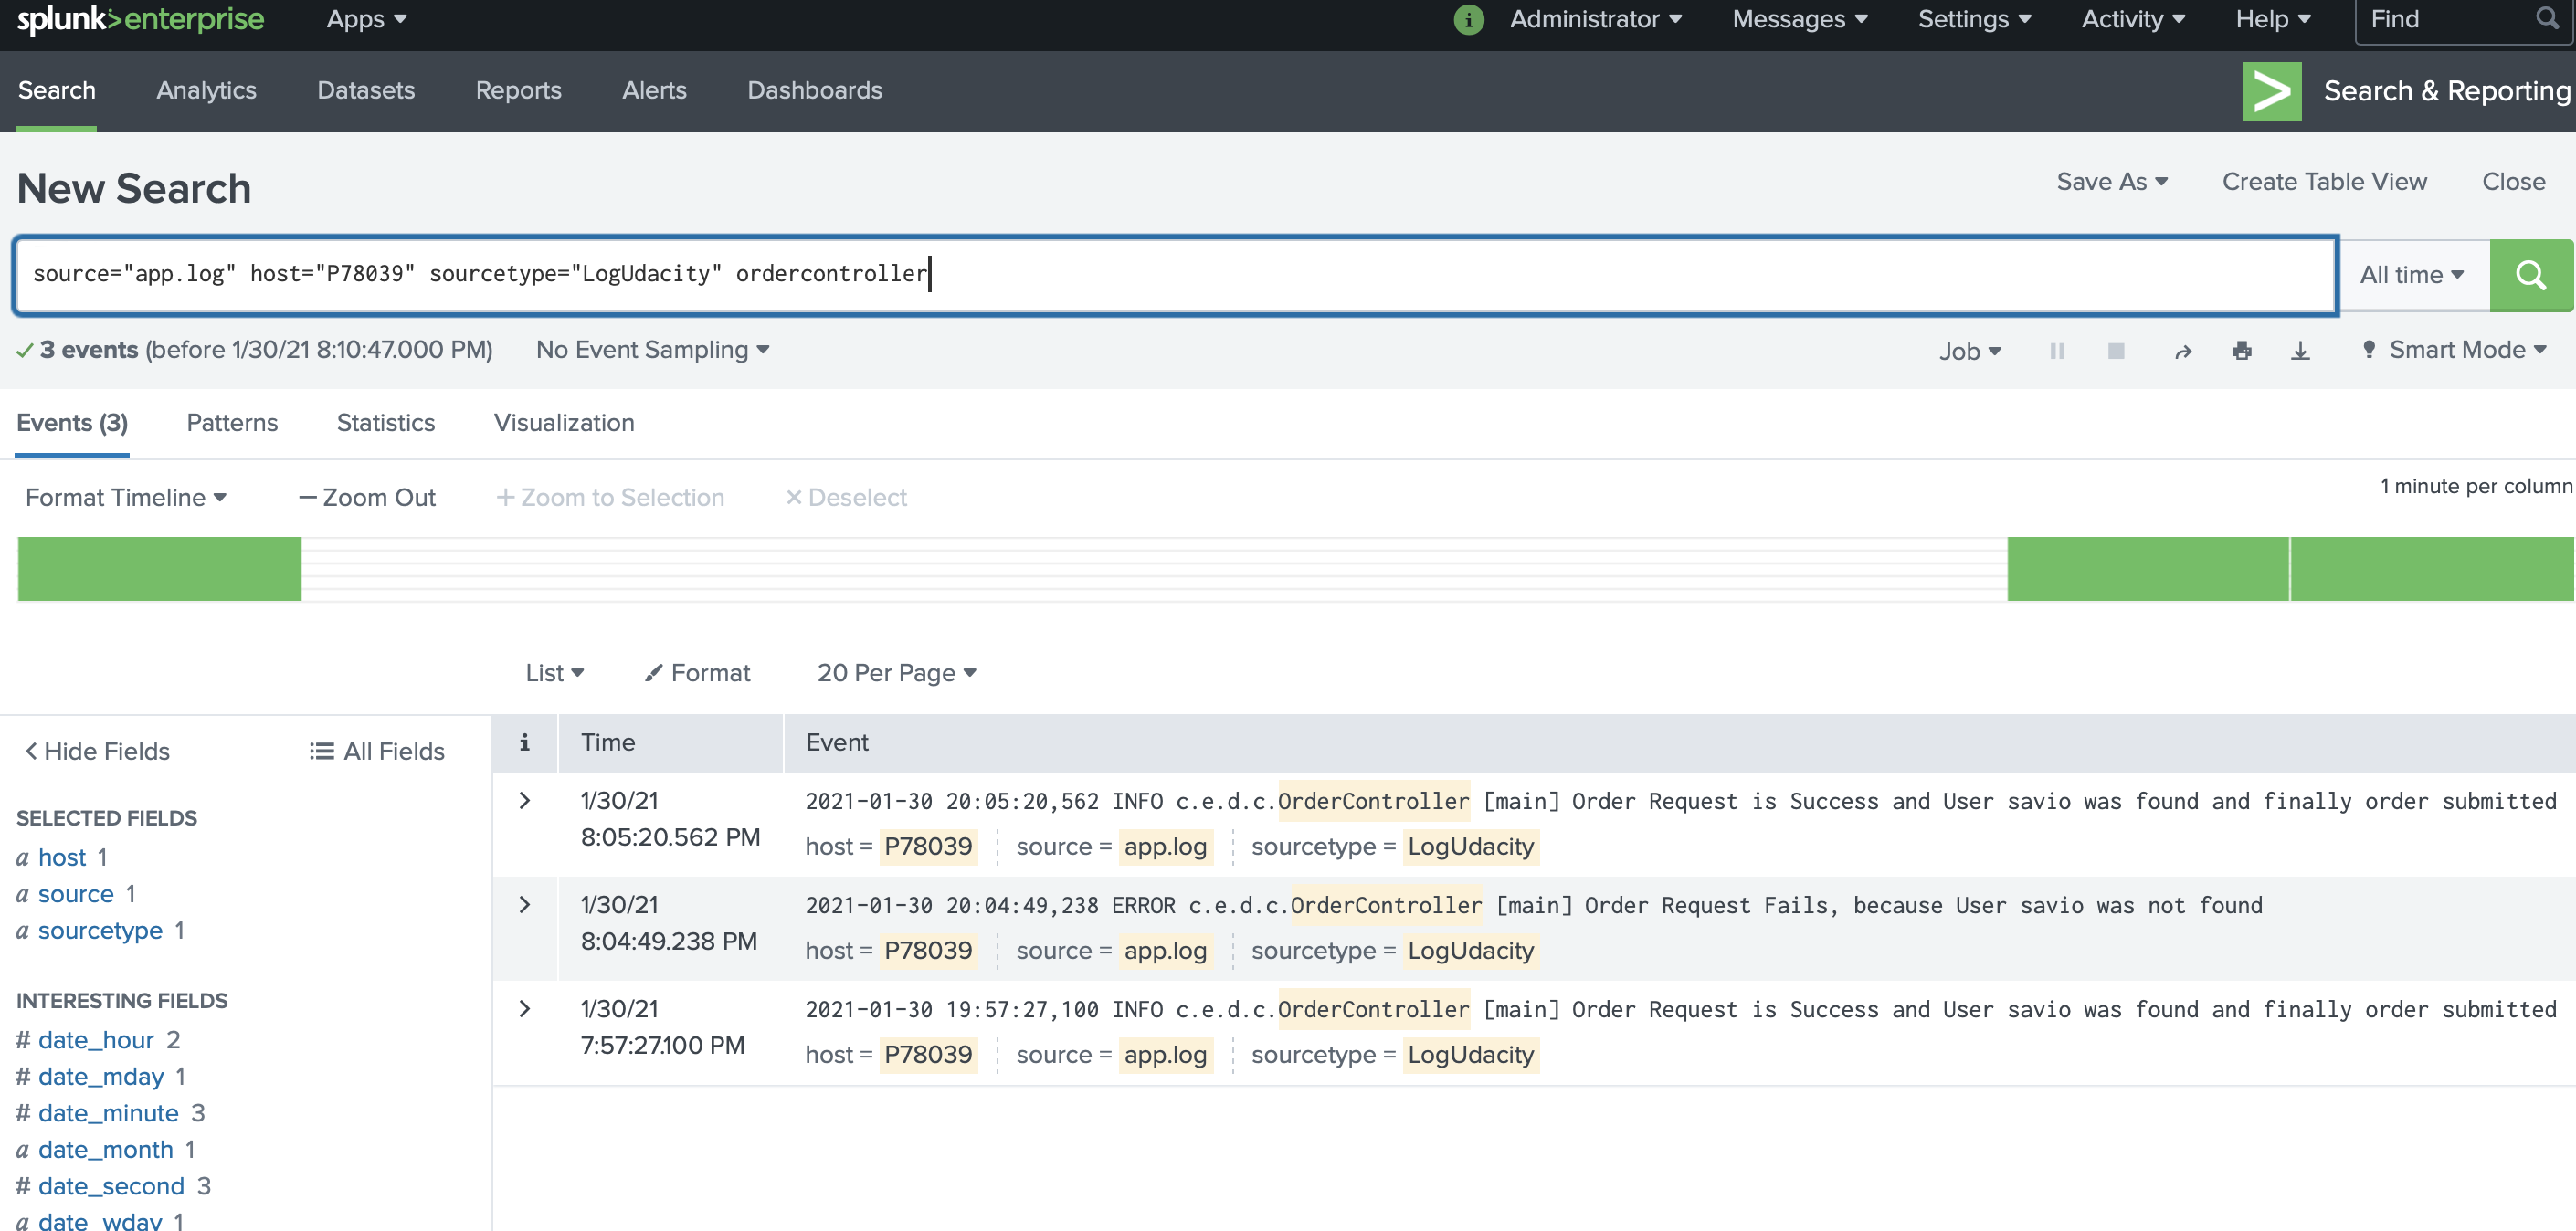 splunk>enterprise Apps Administrator Messages Settings Activity Help Find
Search Analytics Datasets Reports Alerts Dashboards Search & Reporting
New Search Save As Create Table View Close
source="app.log" host="P78039" sourcetype="LogUdacity" ordercontroller All time
3 events (before 1/30/21 8:10:47.000 PM) No Event Sampling Job Smart Mode
Events (3) Patterns Statistics Visualization
Format Timeline — Zoom Out + Zoom to Selection × Deselect 1 minute per column
List Format 20 Per Page
< Hide Fields All Fields
SELECTED FIELDS
a host 1
a source 1
a sourcetype 1
INTERESTING FIELDS
# date_hour 2
# date_mday 1
# date_minute 3
a date_month 1
# date_second 3
a date_wday 1
i Time Event
> 1/30/21 2021-01-30 20:05:20,562 INFO c.e.d.c.OrderController [main] Order Request is Success and User savio was found and finally order submitted
8:05:20.562 PM host = P78039 source = app.log sourcetype = LogUdacity
> 1/30/21 2021-01-30 20:04:49,238 ERROR c.e.d.c.OrderController [main] Order Request Fails, because User savio was not found
8:04:49.238 PM host = P78039 source = app.log sourcetype = LogUdacity
> 1/30/21 2021-01-30 19:57:27,100 INFO c.e.d.c.OrderController [main] Order Request is Success and User savio was found and finally order submitted
7:57:27.100 PM host = P78039 source = app.log sourcetype = LogUdacity